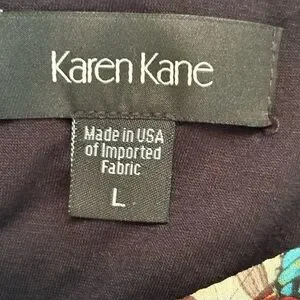 Karen Kane
Made in USA
of Imported
Fabric
L